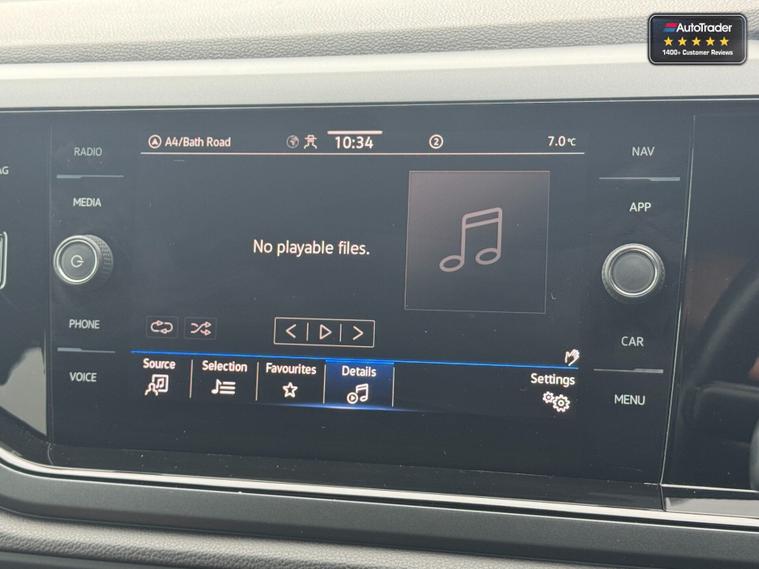 AutoTrader
1400+ Customer Reviews
A4/Bath Road
10:34
2
7.0°C
RADIO
MEDIA
PHONE
VOICE
No playable files.
Source
Selection
Favourites
Details
Settings
NAV
APP
CAR
MENU